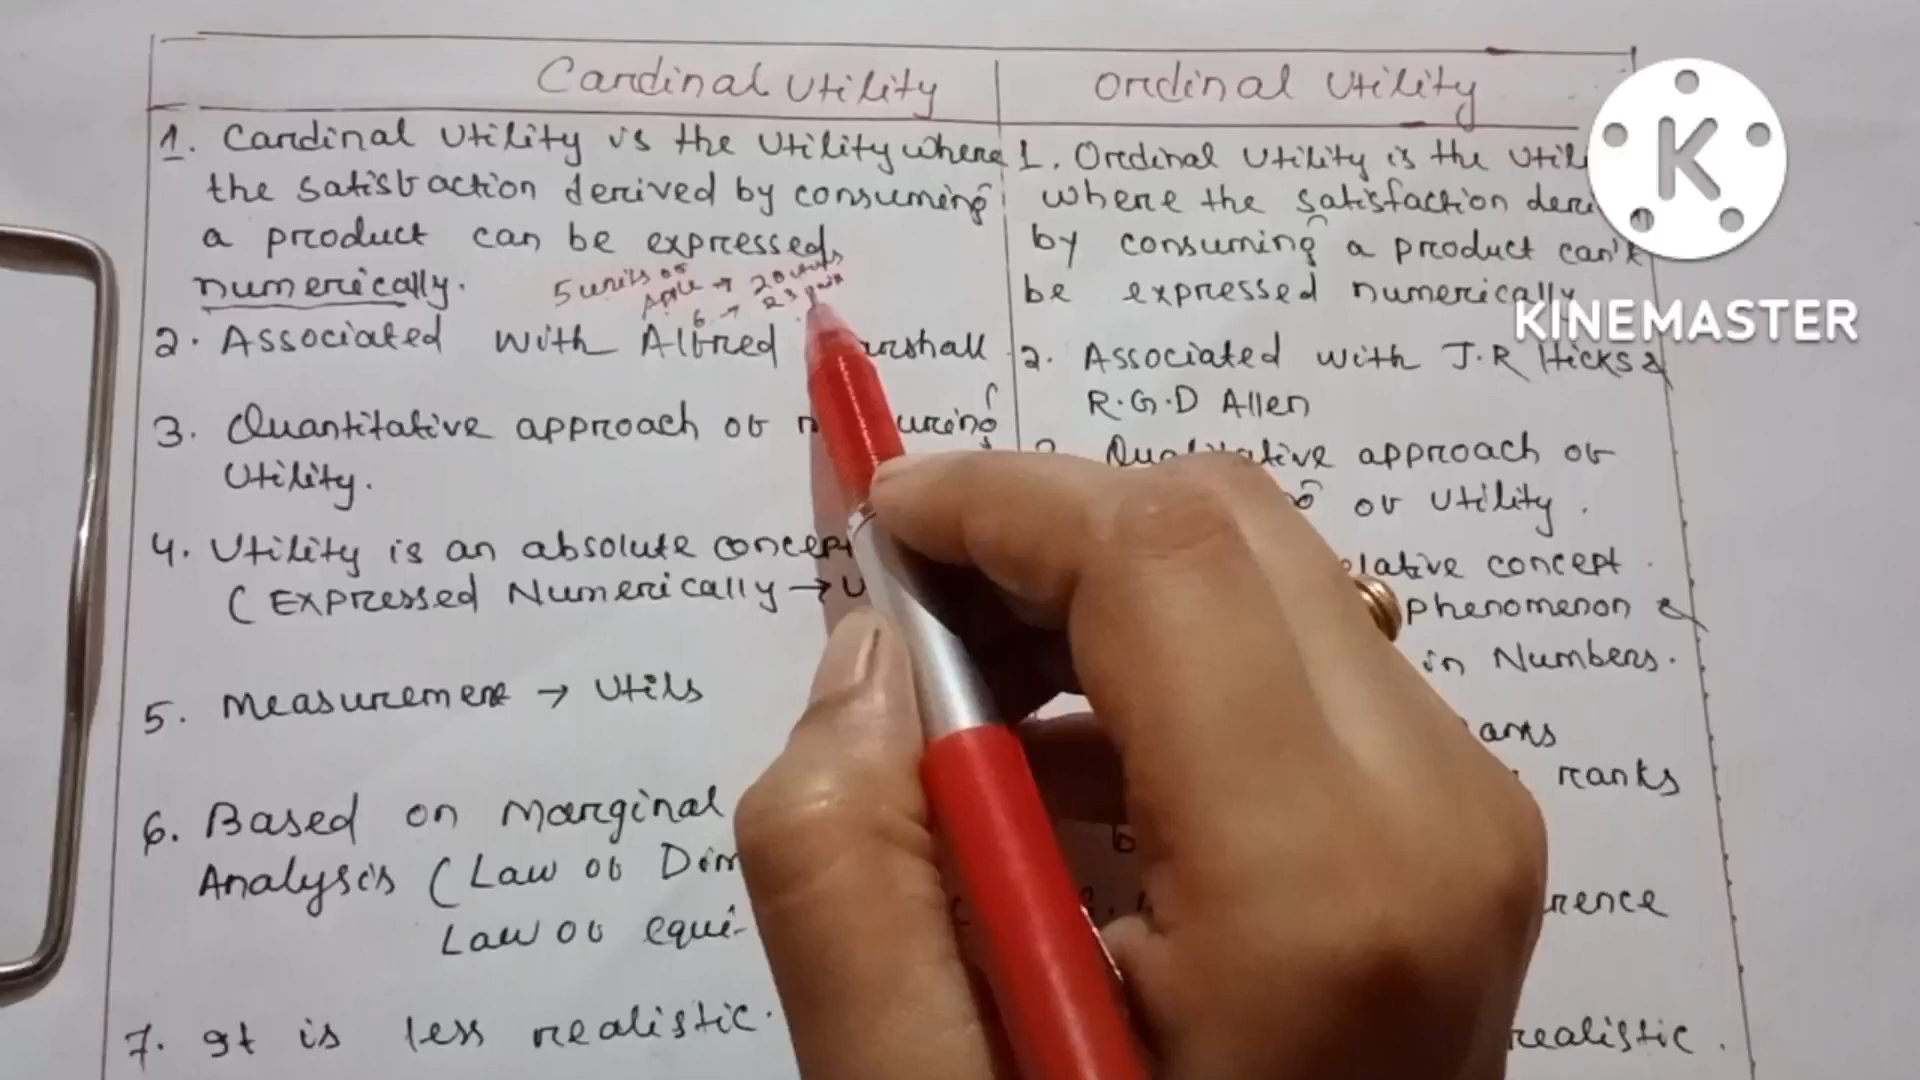 Cardinal Utility
Ordinal Utility
1. Cardinal Utility is the Utility where
the satisfaction derived by consuming
a product can be expressed
numerically.
5 units of
Apple → 20 utils
6 → 23
2. Associated with Alfred
3. Quantitative approach of
Utility.
4. Utility is an absolute concept
(Expressed Numerically →
5. Measurement → Utils
6. Based on Marginal
Analysis (Law of
Law of equi-
7. It is less realistic.
1. Ordinal Utility is the
where the satisfaction
by consuming a product can't
be expressed numerically
2. Associated with J.R Hicks &
R.G.D Allen
Qualitative approach of
of Utility.
concept.
phenomenon &
in Numbers.
ranks
realistic.
K
KINEMASTER